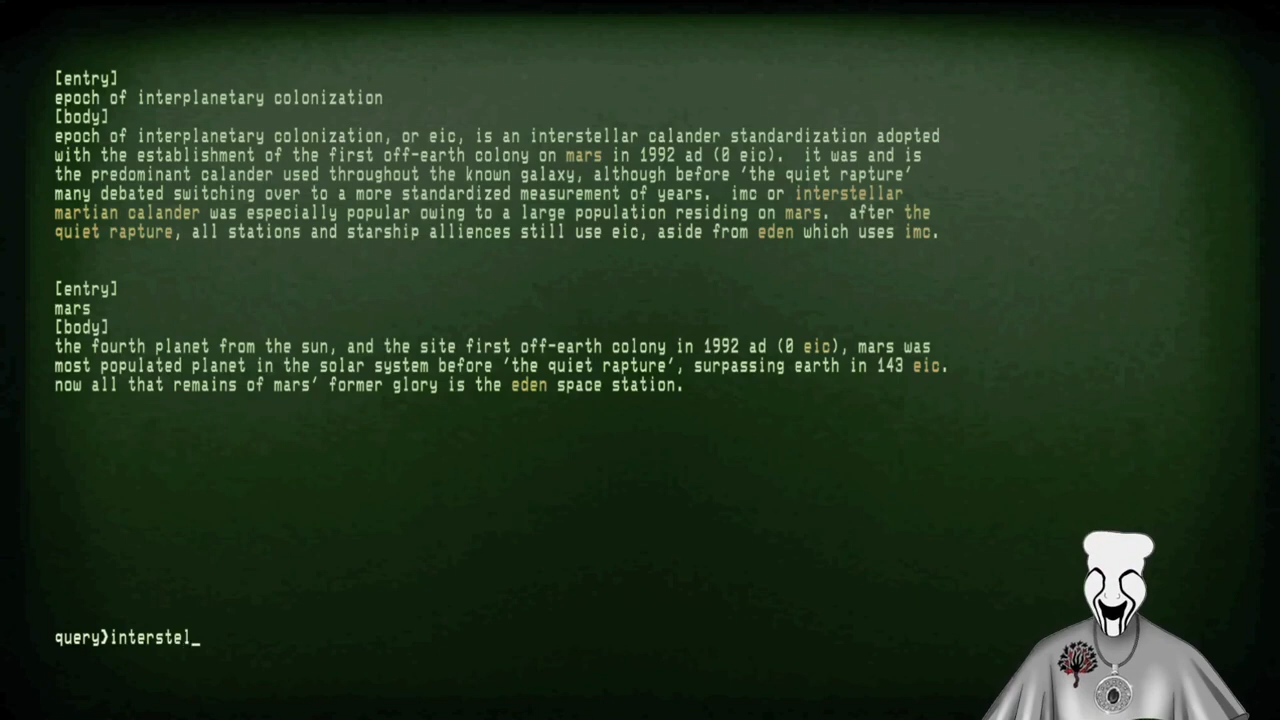 [entry]
epoch of interplanetary colonization
[body]
epoch of interplanetary colonization, or eic, is an interstellar calander standardization adopted
with the establishment of the first off-earth colony on mars in 1992 ad (0 eic).  it was and is
the predominant calander used throughout the known galaxy, although before 'the quiet rapture'
many debated switching over to a more standardized measurement of years.  imc or interstellar
martian calander was especially popular owing to a large population residing on mars.  after the
quiet rapture, all stations and starship alliences still use eic, aside from eden which uses imc.
[entry]
mars
[body]
the fourth planet from the sun, and the site first off-earth colony in 1992 ad (0 eic), mars was
most populated planet in the solar system before 'the quiet rapture', surpassing earth in 143 eic.
now all that remains of mars' former glory is the eden space station.
query>interstel_